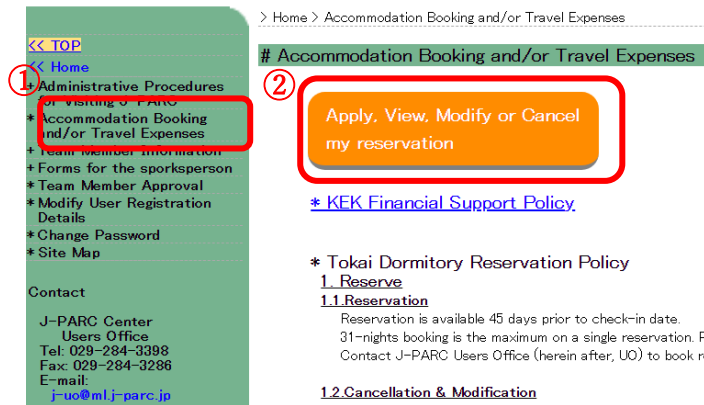 > Home > Accommodation Booking and/or Travel Expenses
<< TOP
<< Home
①
+ Administrative Procedures
for Visiting J-PARC
* Accommodation Booking
and/or Travel Expenses
+ Team Member Information
+ Forms for the sporksperson
* Team Member Approval
* Modify User Registration
Details
* Change Password
* Site Map
Contact
J-PARC Center
Users Office
Tel: 029-284-3398
Fax: 029-284-3286
E-mail:
j-uo@ml.j-parc.jp
# Accommodation Booking and/or Travel Expenses
②
Apply, View, Modify or Cancel
my reservation
* KEK Financial Support Policy
* Tokai Dormitory Reservation Policy
1. Reserve
1.1.Reservation
Reservation is available 45 days prior to check-in date.
31-nights booking is the maximum on a single reservation.
Contact J-PARC Users Office (herein after, UO) to book
1.2.Cancellation & Modification